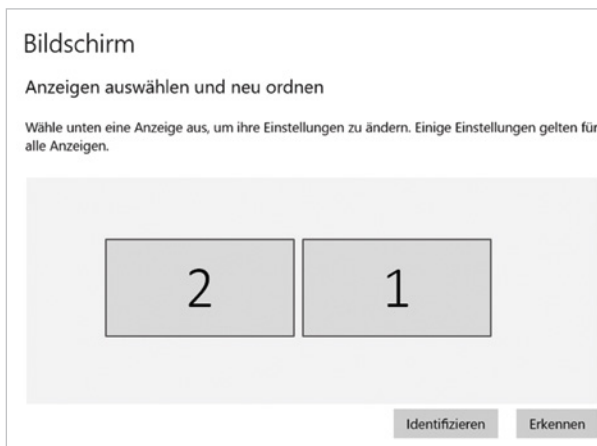 Bildschirm
Anzeigen auswählen und neu ordnen
Wähle unten eine Anzeige aus, um ihre Einstellungen zu ändern. Einige Einstellungen gelten für
alle Anzeigen.
2 1
Identifizieren Erkennen